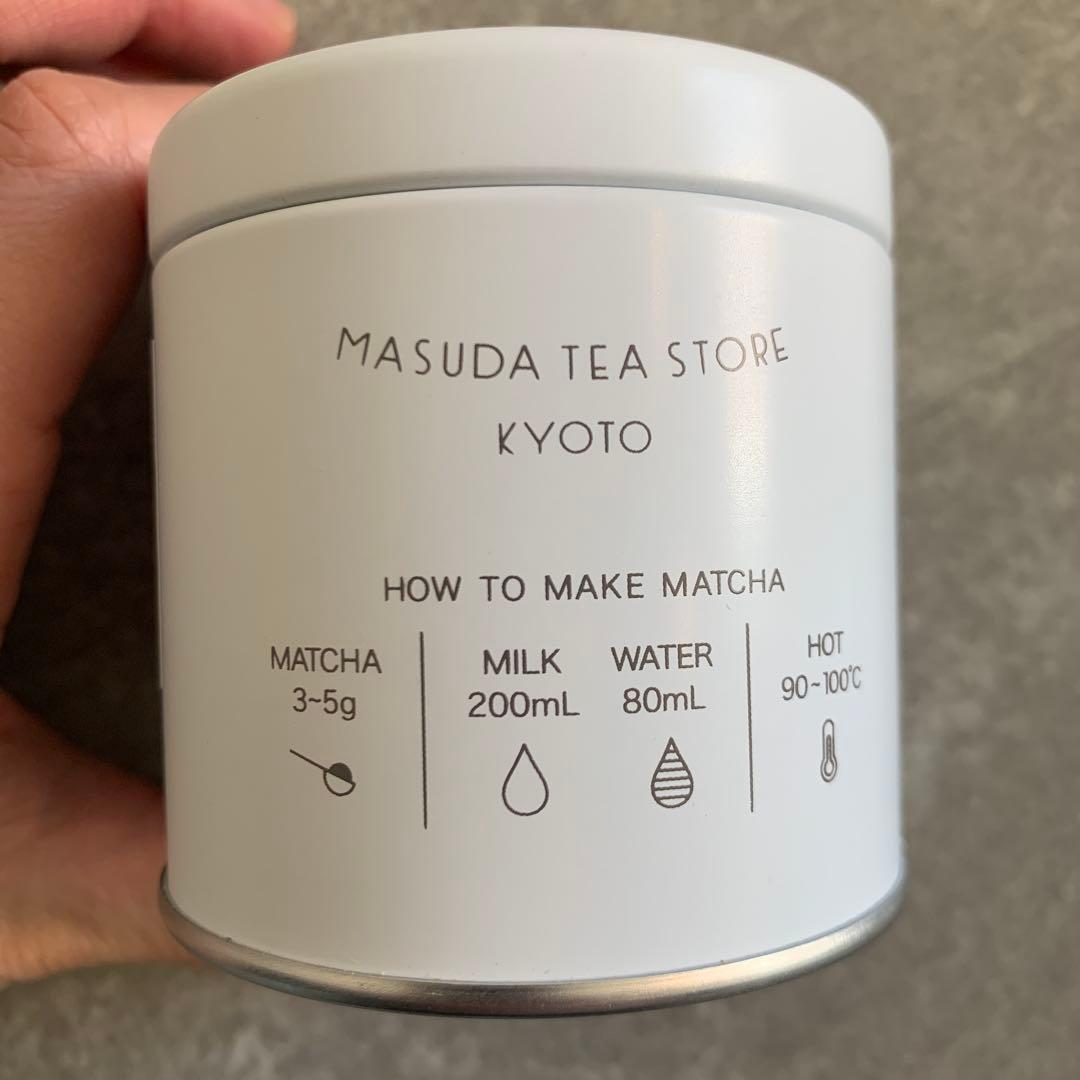 MASUDA TEA STORE
KYOTO
HOW TO MAKE MATCHA
MATCHA
3~5g
MILK
200mL
WATER
80mL
HOT
90~100℃